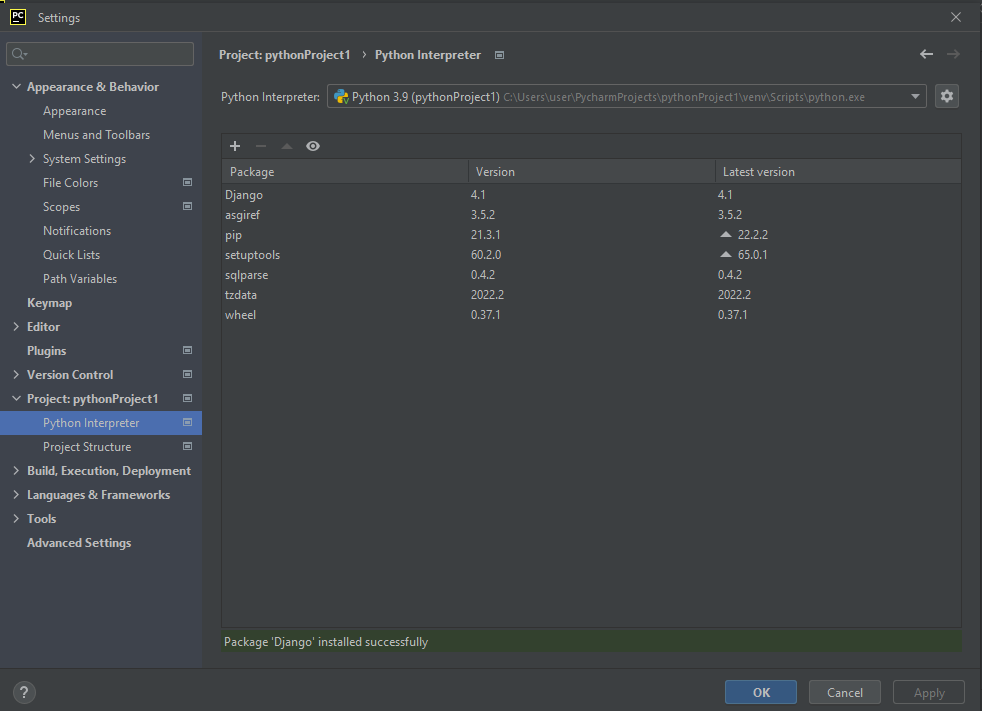 PC Settings
Project: pythonProject1 › Python Interpreter
Python Interpreter: Python 3.9 (pythonProject1) C:\Users\user\PycharmProjects\pythonProject1\venv\Scripts\python.exe
Appearance & Behavior
Appearance
Menus and Toolbars
System Settings
File Colors
Scopes
Notifications
Quick Lists
Path Variables
Keymap
Editor
Plugins
Version Control
Project: pythonProject1
Python Interpreter
Project Structure
Build, Execution, Deployment
Languages & Frameworks
Tools
Advanced Settings
Package Version Latest version
Django 4.1 4.1
asgiref 3.5.2 3.5.2
pip 21.3.1 22.2.2
setuptools 60.2.0 65.0.1
sqlparse 0.4.2 0.4.2
tzdata 2022.2 2022.2
wheel 0.37.1 0.37.1
Package 'Django' installed successfully
? OK Cancel Apply